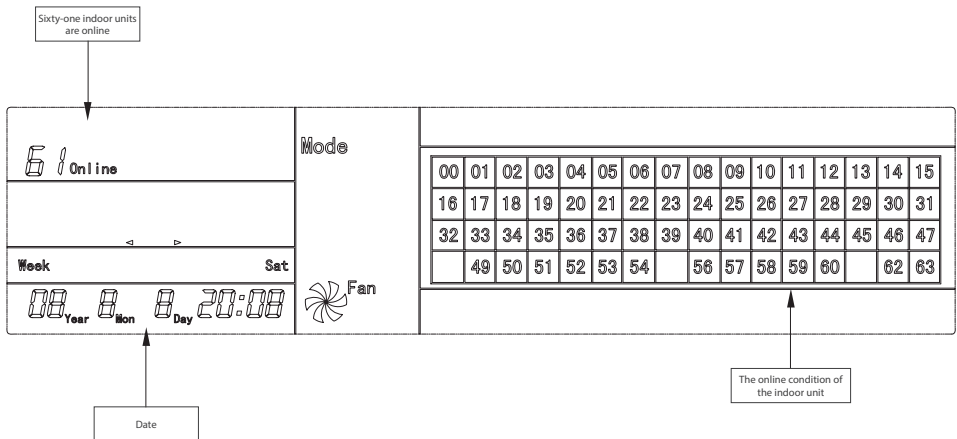 Sixty-one indoor units
are online
61 Online
Mode
00 01 02 03 04 05 06 07 08 09 10 11 12 13 14 15
16 17 18 19 20 21 22 23 24 25 26 27 28 29 30 31
32 33 34 35 36 37 38 39 40 41 42 43 44 45 46 47
49 50 51 52 53 54 56 57 58 59 60 62 63
Week Sat
08 Year 8 Mon 8 Day 20:08
Fan
The online condition of
the indoor unit
Date